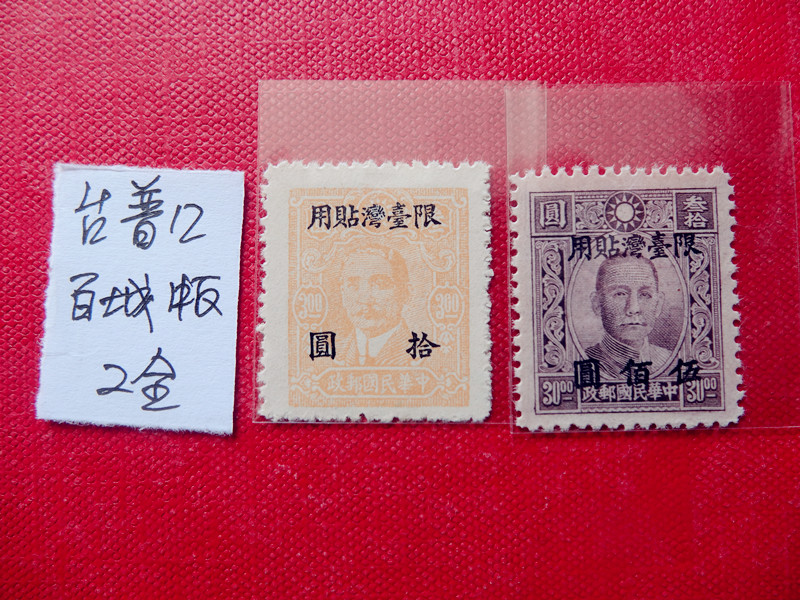 台普12
百城中版
2全
用貼灣臺限
3.00 3.00
圓 拾
政郵國民華中
圓 叁拾
用貼灣臺限
圓佰伍
30.00 政郵國民華中 30.00